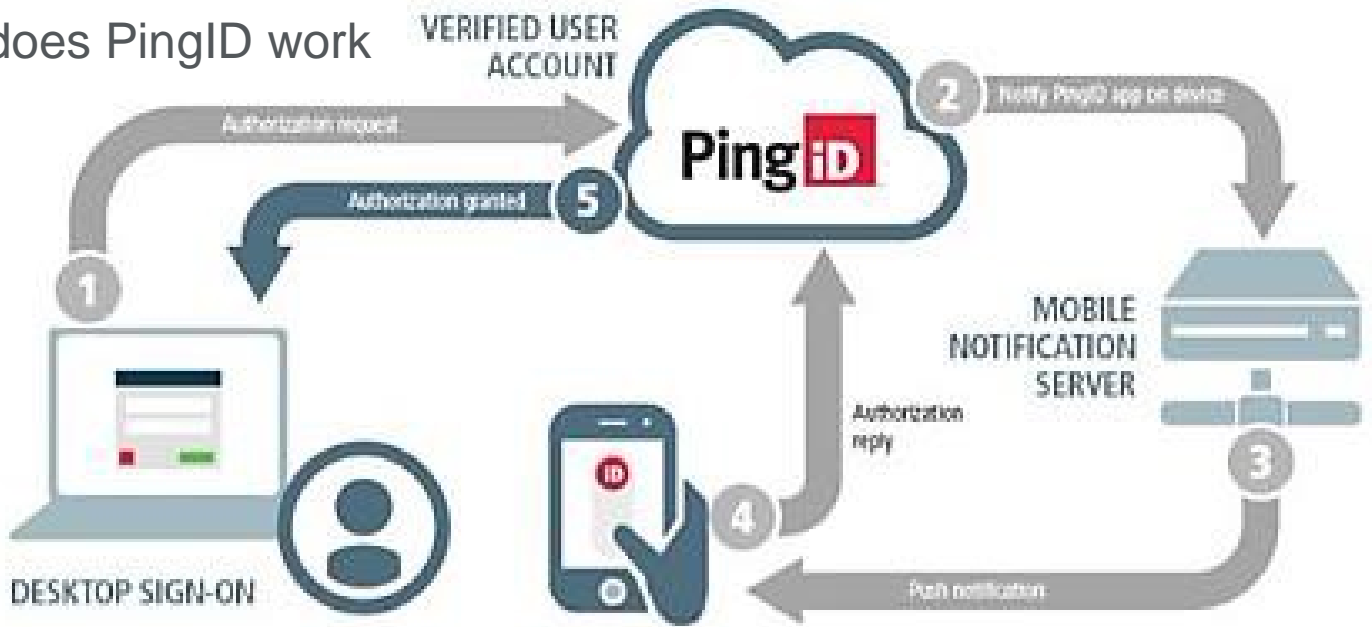 does PingID work
VERIFIED USER
ACCOUNT
2
Notify PingID app on device
Authorization request
Ping iD
Authorization granted
5
1
MOBILE
NOTIFICATION
SERVER
Authorization
reply
iD
3
4
Push notification
DESKTOP SIGN-ON